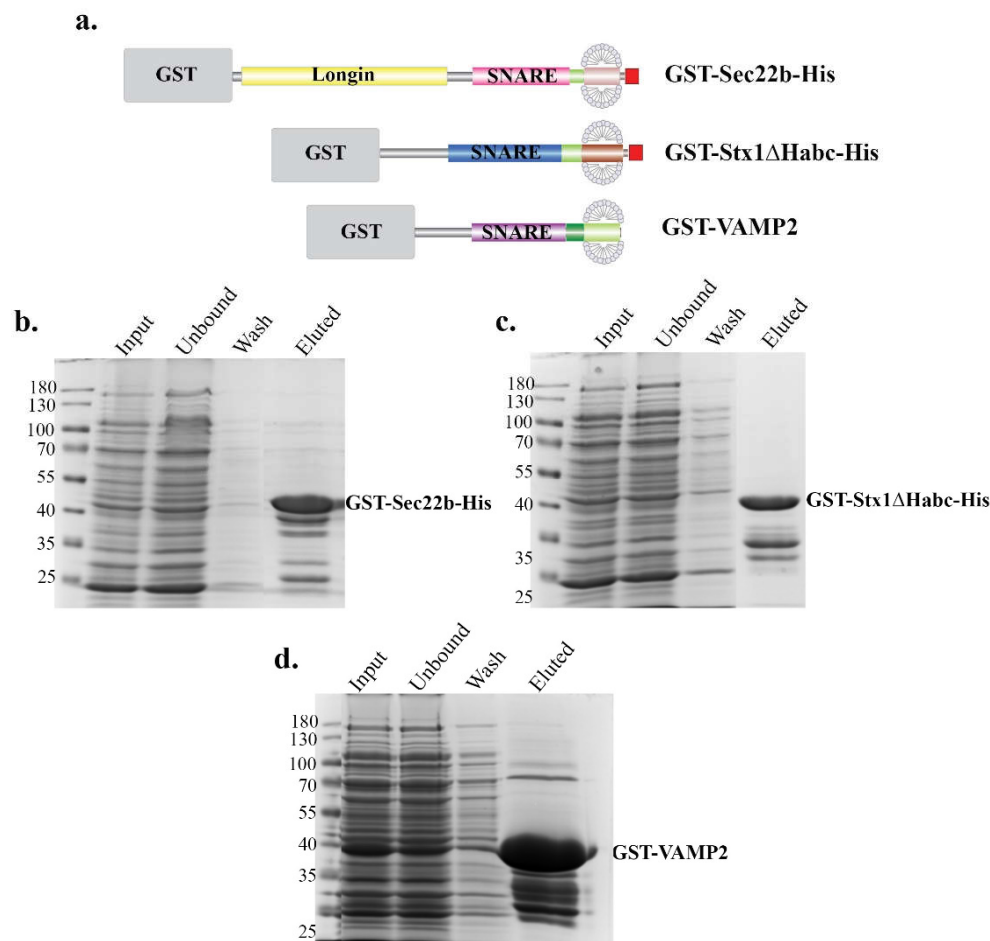 a.
GST Longin SNARE GST-Sec22b-His
GST SNARE GST-Stx1ΔHabc-His
GST SNARE GST-VAMP2
b.
Input Unbound Wash Eluted
180
130
100
70
55
40
35
25
GST-Sec22b-His
c.
Input Unbound Wash Eluted
180
130
100
70
55
40
35
25
GST-Stx1ΔHabc-His
d.
Input Unbound Wash Eluted
180
130
100
70
55
40
35
25
GST-VAMP2